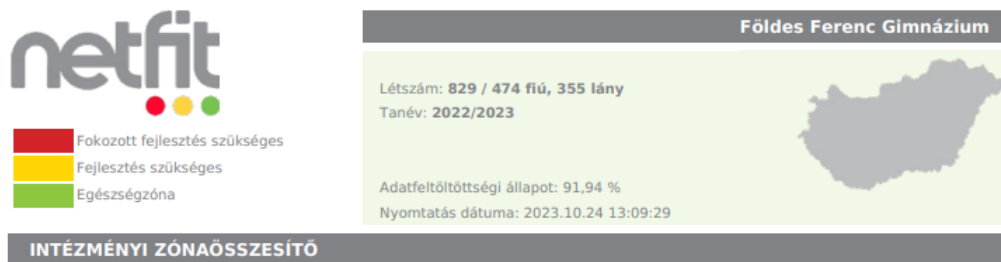 netfit
Földes Ferenc Gimnázium
Létszám: 829 / 474 fiú, 355 lány
Tanév: 2022/2023
Fokozott fejlesztés szükséges
Fejlesztés szükséges
Egészségzóna
Adatfeltöltöttségi állapot: 91,94 %
Nyomtatás dátuma: 2023.10.24 13:09:29
INTÉZMÉNYI ZÓNAÖSSZESÍTŐ